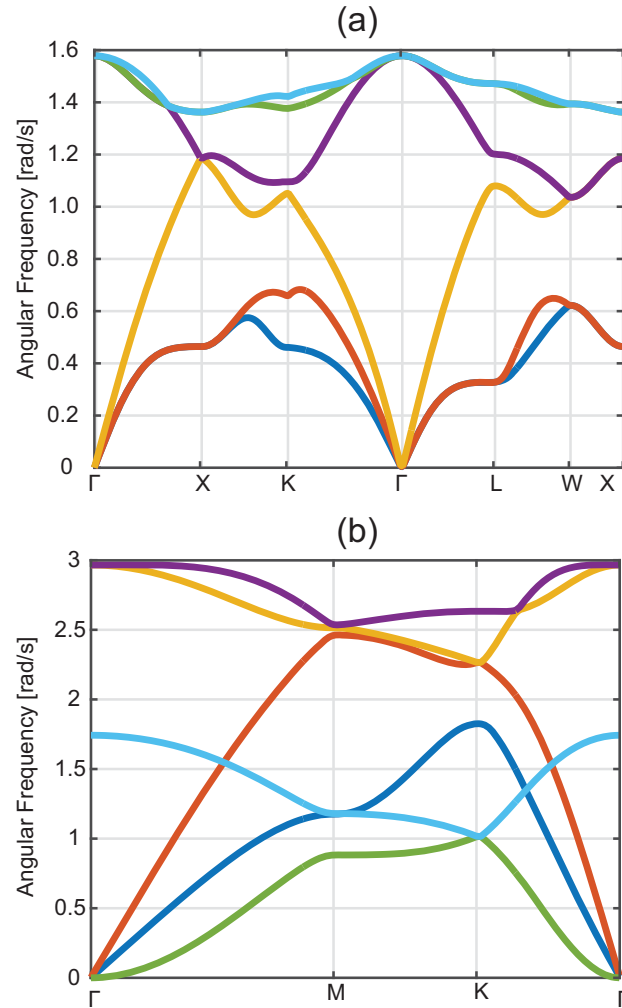 (a)
Angular Frequency [rad/s]
1.6
1.4
1.2
1.0
0.8
0.6
0.4
0.2
0
Γ X K Γ L W X
(b)
Angular Frequency [rad/s]
3
2.5
2
1.5
1
0.5
0
Γ M K Γ